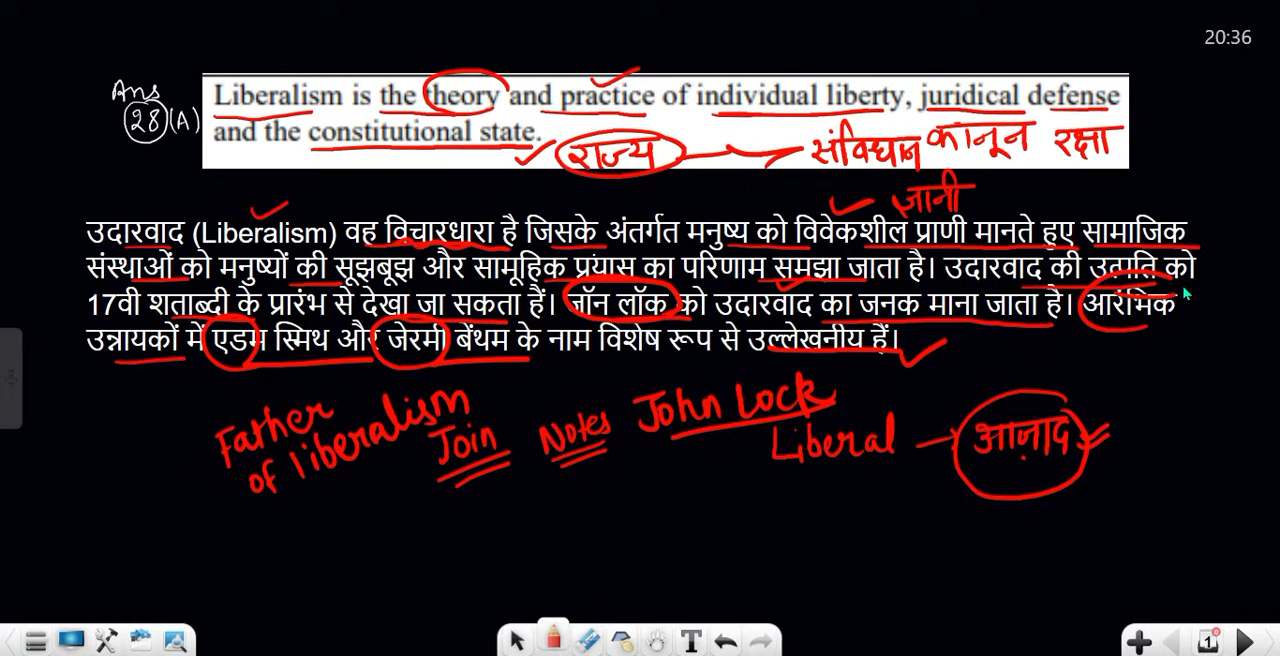 20:36
Ans
28 (A)
Liberalism is the theory and practice of individual liberty, juridical defense
and the constitutional state.
राज्य संविधान कानून रक्षा
ज्ञानी
उदारवाद (Liberalism) वह विचारधारा है जिसके अंतर्गत मनुष्य को विवेकशील प्राणी मानते हुए सामाजिक
संस्थाओं को मनुष्यों की सूझबूझ और सामूहिक प्रयास का परिणाम समझा जाता है। उदारवाद की उत्पति को
17वी शताब्दी के प्रारंभ से देखा जा सकता हैं। जॉन लॉक को उदारवाद का जनक माना जाता है। आरंमिक
उन्नायकों में एडम स्मिथ और जेरमी बेंथम के नाम विशेष रूप से उल्लेखनीय हैं।
Father
of liberalism
Join Notes John Lock
Liberal आज़ाद
T
1